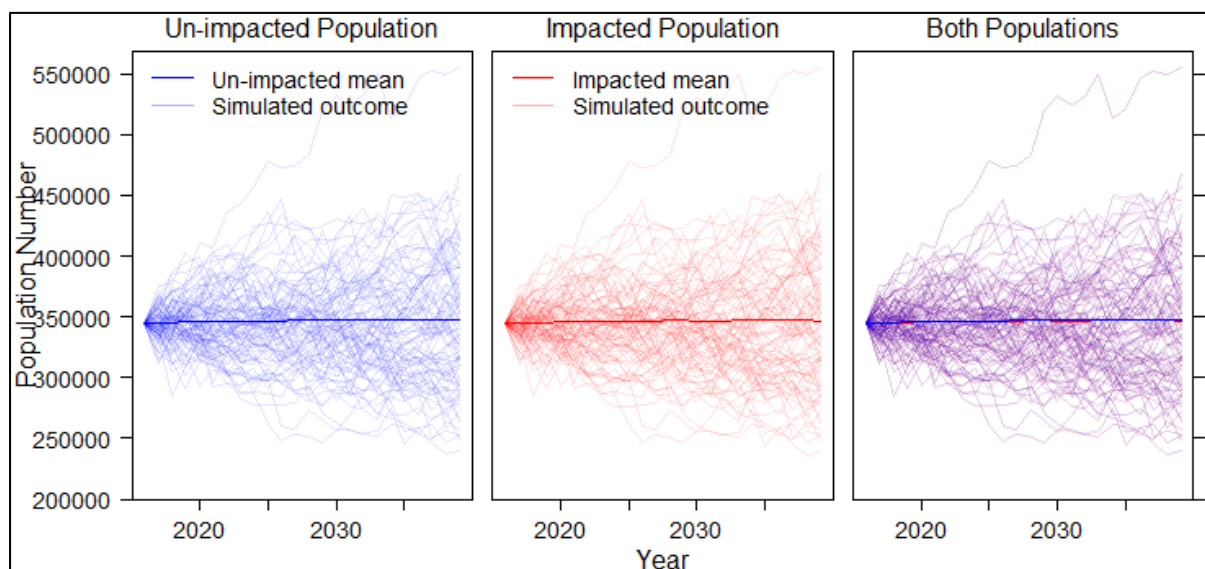 Un-impacted Population
Impacted Population
Both Populations
Un-impacted mean
Simulated outcome
Impacted mean
Simulated outcome
Population Number
550000
500000
450000
400000
350000
300000
250000
200000
2020
2030
2020
2030
2020
2030
Year